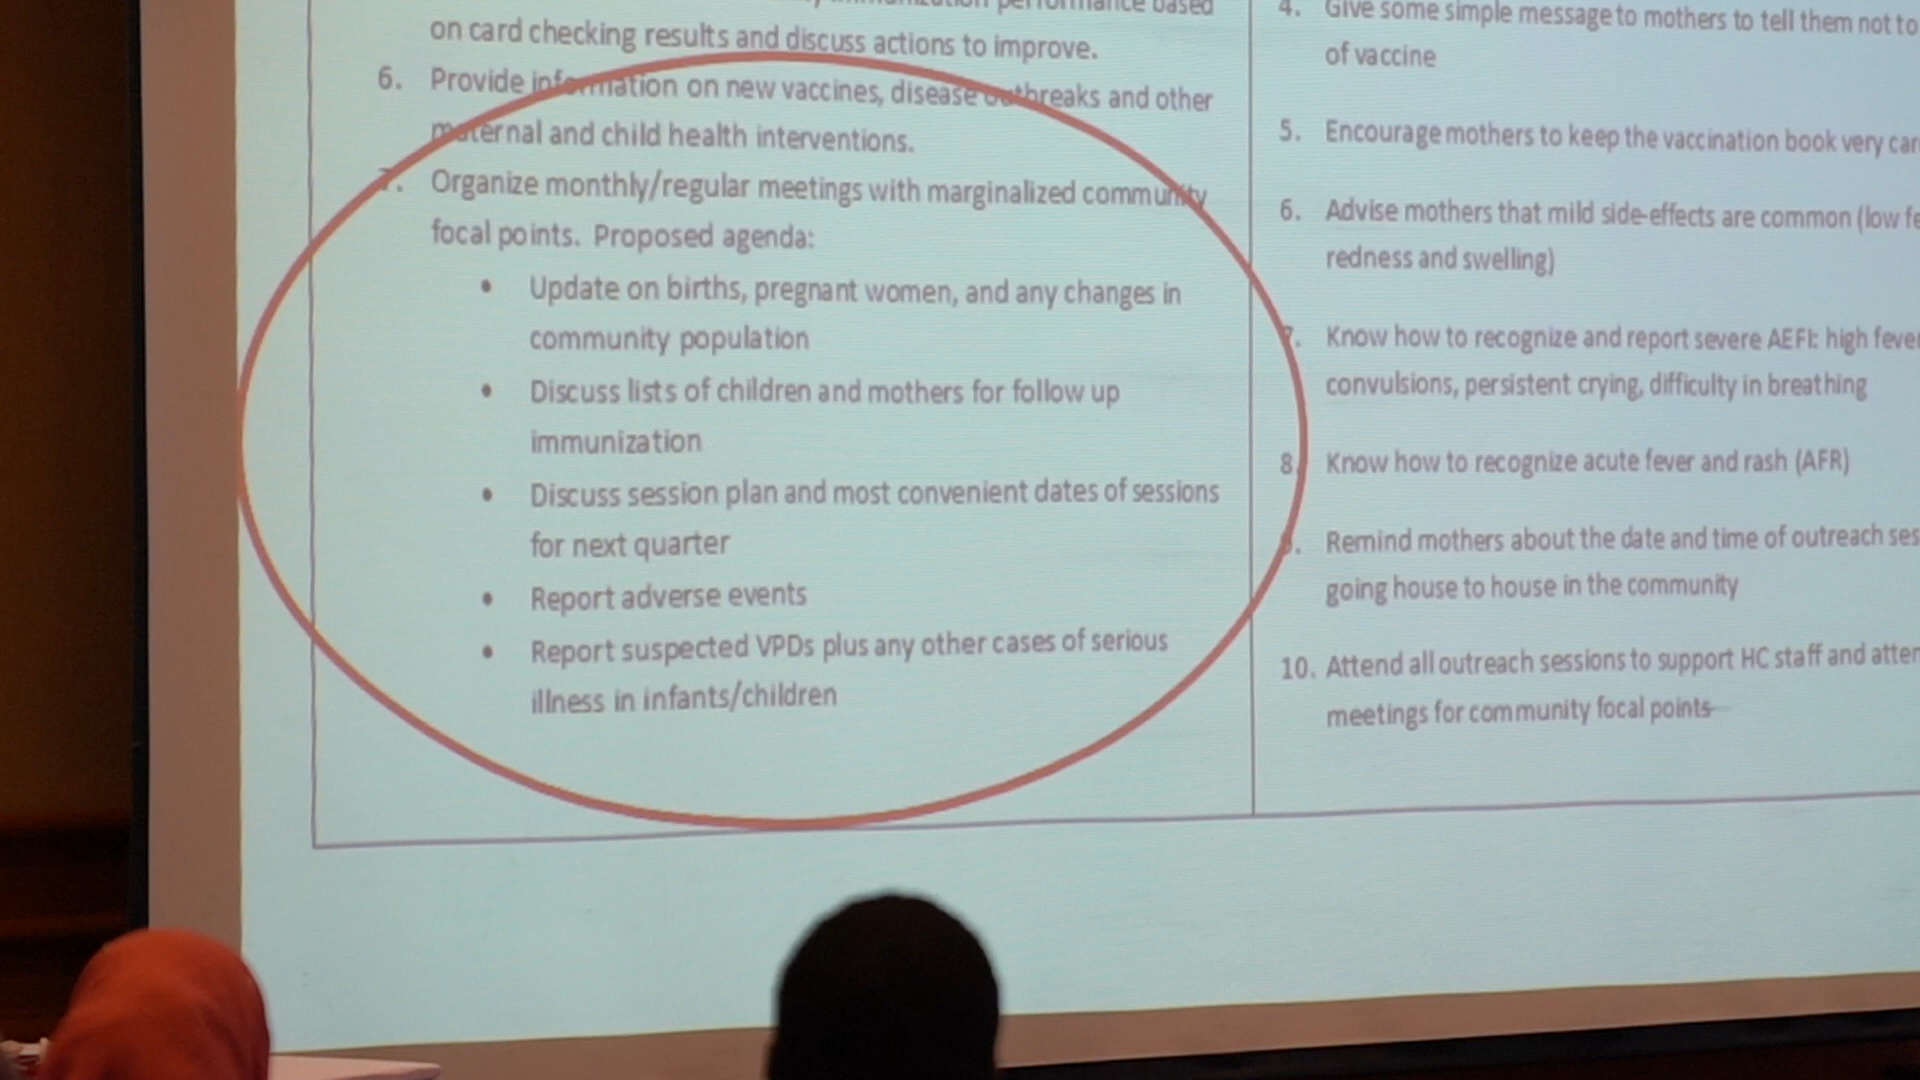 performance based
on card checking results and discuss actions to improve.
6. Provide information on new vaccines, disease outbreaks and other
maternal and child health interventions.
7. Organize monthly/regular meetings with marginalized community
focal points. Proposed agenda:
• Update on births, pregnant women, and any changes in
community population
• Discuss lists of children and mothers for follow up
immunization
• Discuss session plan and most convenient dates of sessions
for next quarter
• Report adverse events
• Report suspected VPDs plus any other cases of serious
illness in infants/children
4. Give some simple message to mothers to tell them not to
of vaccine
5. Encourage mothers to keep the vaccination book very
6. Advise mothers that mild side-effects are common (low
redness and swelling)
7. Know how to recognize and report severe AEFI: high fever
convulsions, persistent crying, difficulty in breathing
8. Know how to recognize acute fever and rash (AFR)
9. Remind mothers about the date and time of outreach
going house to house in the community
10. Attend all outreach sessions to support HC staff and
meetings for community focal points